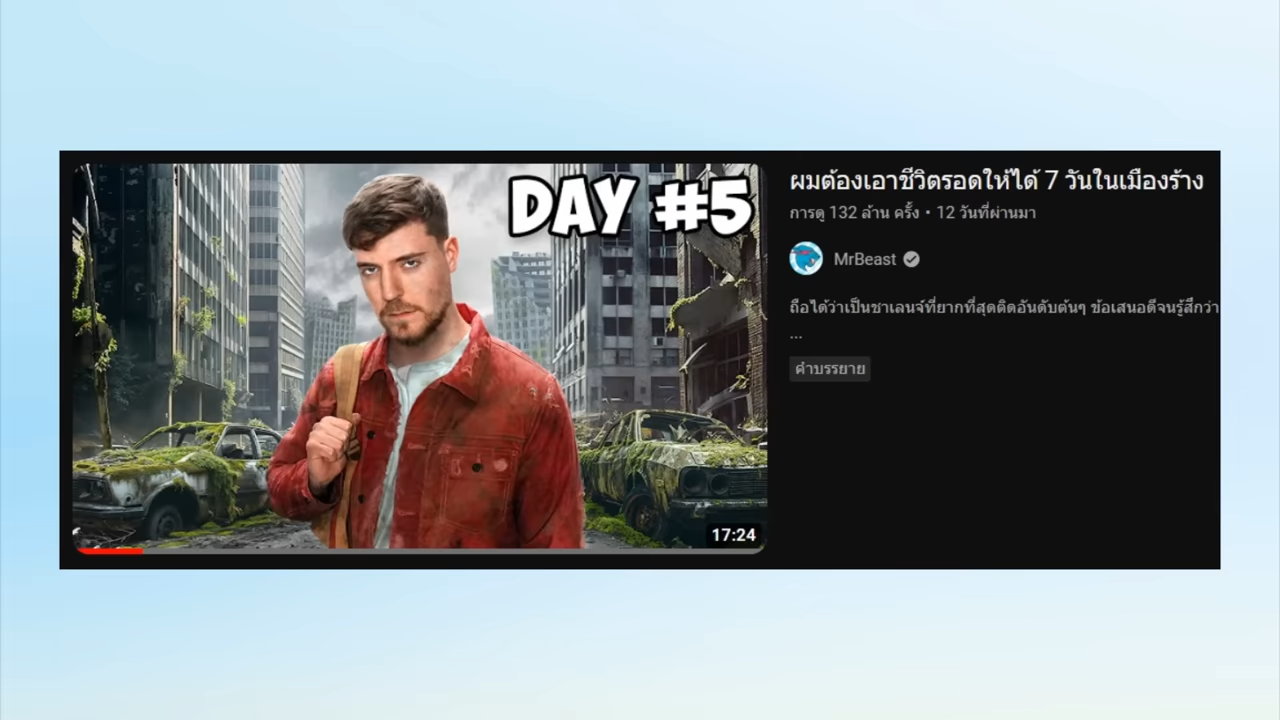 DAY #5
17:24
ผมต้องเอาชีวิตรอดให้ได้ 7 วันในเมืองร้าง
การดู 132 ล้าน ครั้ง • 12 วันที่ผ่านมา
MrBeast
ถือได้ว่าเป็นชาเลนจ์ที่ยากที่สุดติดอันดับต้นๆ ข้อเสนอดีจนรู้สึกว่า
...
คำบรรยาย